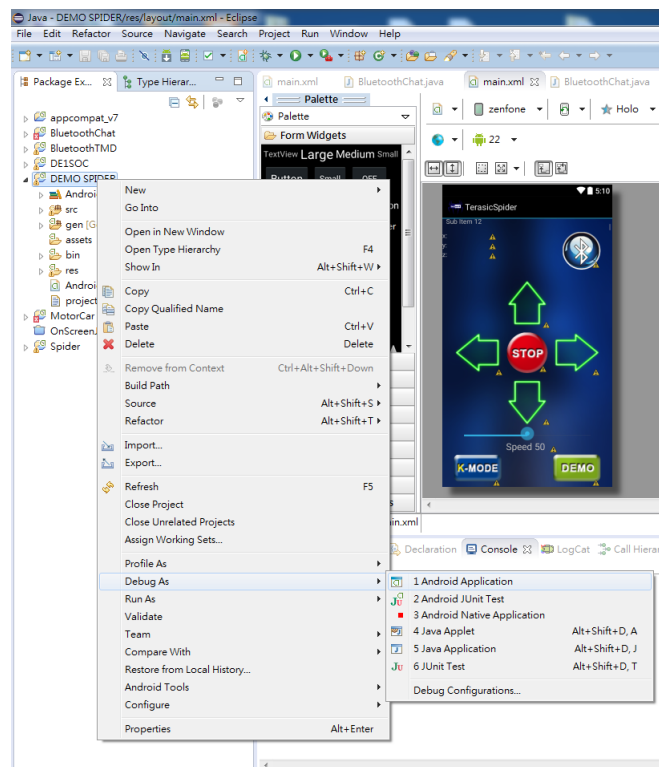 Java - DEMO SPIDER/res/layout/main.xml - Eclipse
File Edit Refactor Source Navigate Search Project Run Window Help
Package Ex... Type Hierar...
appcompat_v7
BluetoothChat
BluetoothTMD
DE1SOC
DEMO SPIDER
Androi
src
gen [G
assets
bin
res
Androi
project
MotorCar
OnScreen
Spider
New
Go Into
Open in New Window
Open Type Hierarchy F4
Show In Alt+Shift+W
Copy Ctrl+C
Copy Qualified Name
Paste Ctrl+V
Delete Delete
Remove from Context Ctrl+Alt+Shift+Down
Build Path
Source Alt+Shift+S
Refactor Alt+Shift+T
Import...
Export...
Refresh F5
Close Project
Close Unrelated Projects
Assign Working Sets...
Profile As
Debug As
Run As
Validate
Team
Compare With
Restore from Local History...
Android Tools
Configure
Properties Alt+Enter
main.xml BluetoothChat.java main.xml BluetoothChat.java
Palette
Palette
Form Widgets
TextView Large Medium Small
Button Small OFF
zenfone Holo
22
5:10
TerasicSpider
Sub Item 12
x:
y:
z:
STOP
Speed 50
K-MODE DEMO
in.xml
Declaration Console LogCat Call Hierar
1 Android Application
2 Android JUnit Test
3 Android Native Application
4 Java Applet Alt+Shift+D, A
5 Java Application Alt+Shift+D, J
6 JUnit Test Alt+Shift+D, T
Debug Configurations...